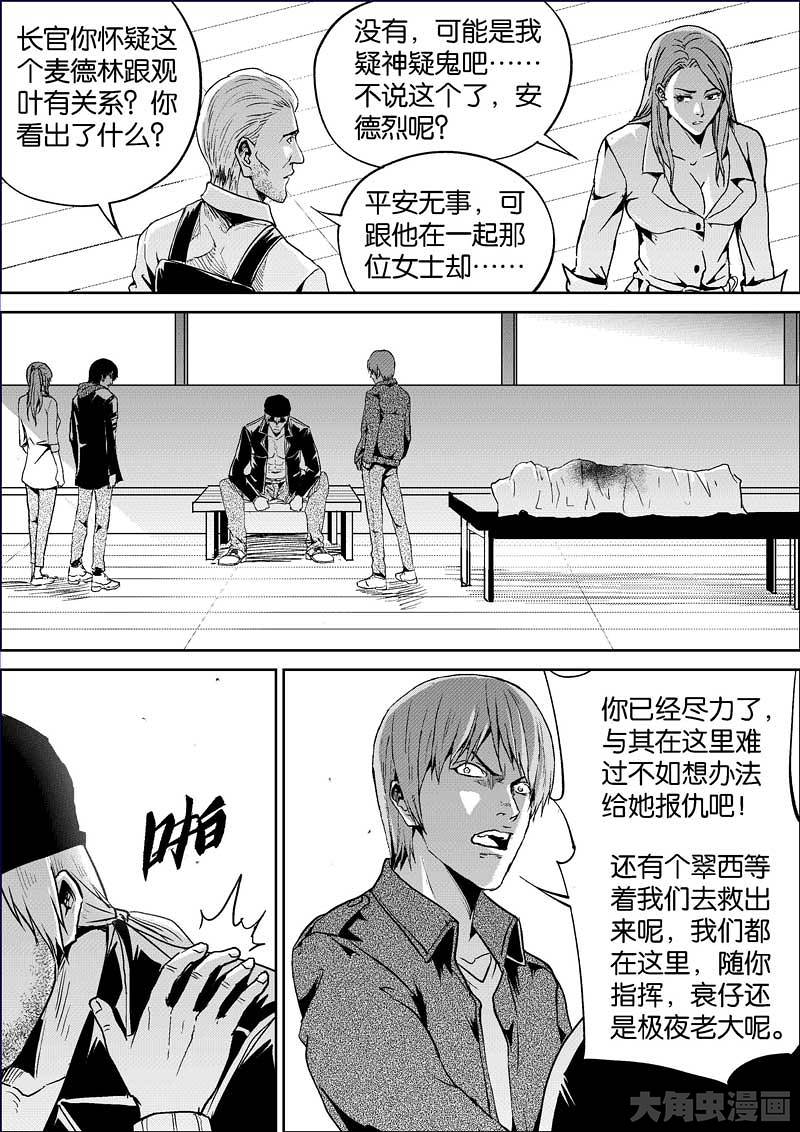 长官你怀疑这
个麦德林跟观
叶有关系？你
看出了什么？
没有，可能是我
疑神疑鬼吧……
不说这个了，安
德烈呢？
平安无事，可
跟他在一起那
位女士却……
啪
你已经尽力了，
与其在这里难
过不如想办法
给她报仇吧！
还有个翠西等
着我们去救出
来呢，我们都
在这里，随你
指挥，衰仔还
是极夜老大呢。
大角虫漫画